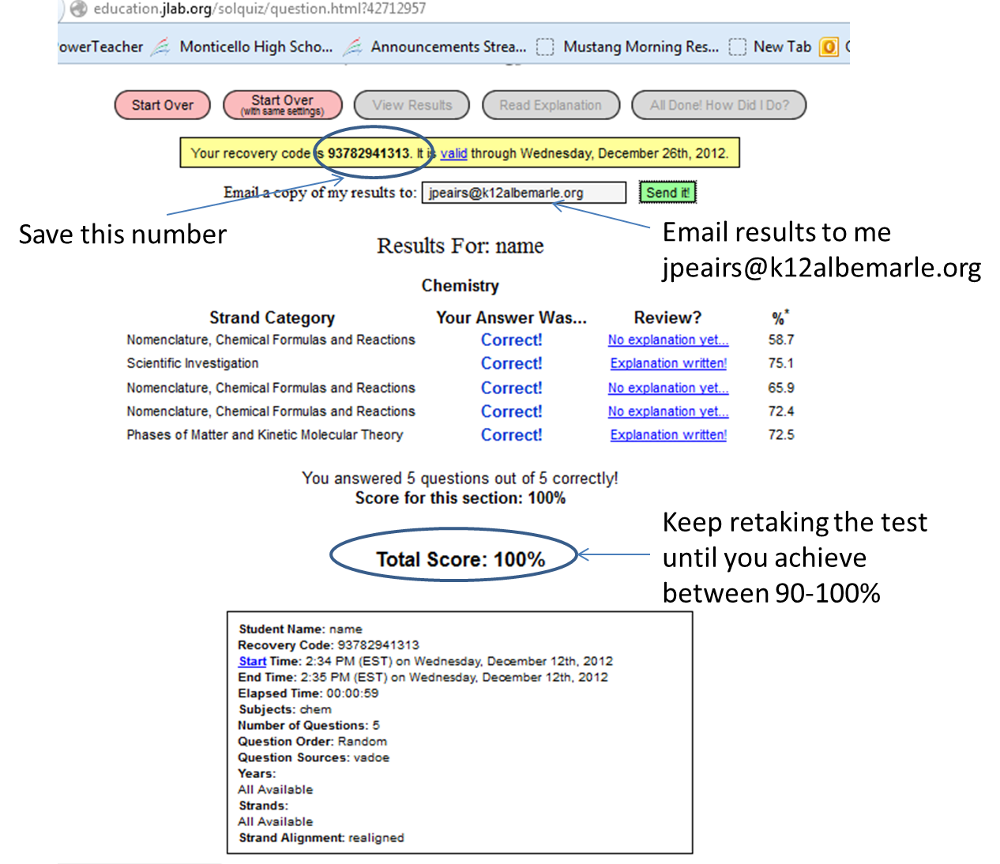 education.jlab.org/solquiz/question.html?42712957
owerTeacher Monticello High Scho... Announcements Strea... Mustang Morning Res... New Tab
Start Over Start Over View Results Read Explanation All Done! How Did I Do?
(with same settings)
Your recovery code is 93782941313. It is valid through Wednesday, December 26th, 2012.
Email a copy of my results to: jpeairs@k12albemarle.org Send it!
Save this number
Email results to me
jpeairs@k12albemarle.org
Results For: name
Chemistry
Strand Category Your Answer Was... Review? %*
Nomenclature, Chemical Formulas and Reactions Correct! No explanation yet... 58.7
Scientific Investigation Correct! Explanation written! 75.1
Nomenclature, Chemical Formulas and Reactions Correct! No explanation yet... 65.9
Nomenclature, Chemical Formulas and Reactions Correct! No explanation yet... 72.4
Phases of Matter and Kinetic Molecular Theory Correct! Explanation written! 72.5
You answered 5 questions out of 5 correctly!
Score for this section: 100%
Total Score: 100%
Keep retaking the test
until you achieve
between 90-100%
Student Name: name
Recovery Code: 93782941313
Start Time: 2:34 PM (EST) on Wednesday, December 12th, 2012
End Time: 2:35 PM (EST) on Wednesday, December 12th, 2012
Elapsed Time: 00:00:59
Subjects: chem
Number of Questions: 5
Question Order: Random
Question Sources: vadoe
Years:
All Available
Strands:
All Available
Strand Alignment: realigned